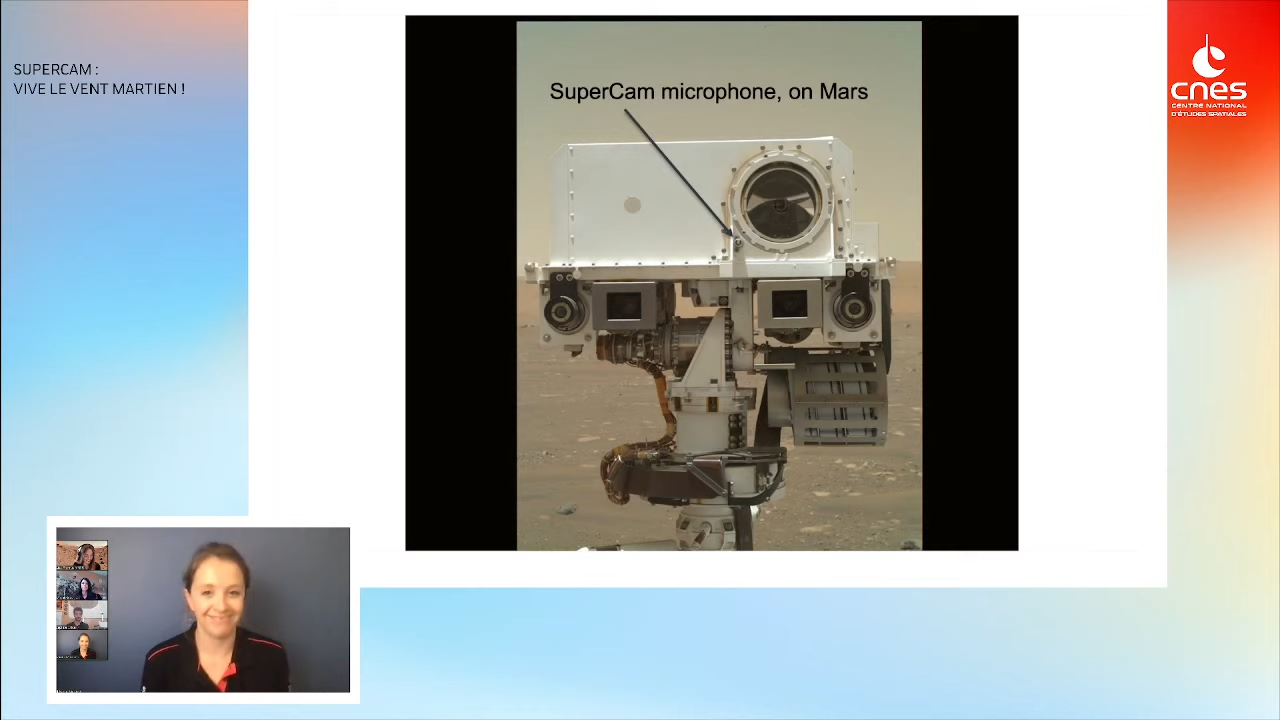 SUPERCAM :
VIVE LE VENT MARTIEN !
SuperCam microphone, on Mars
cnes
CENTRE NATIONAL
D'ÉTUDES SPATIALES